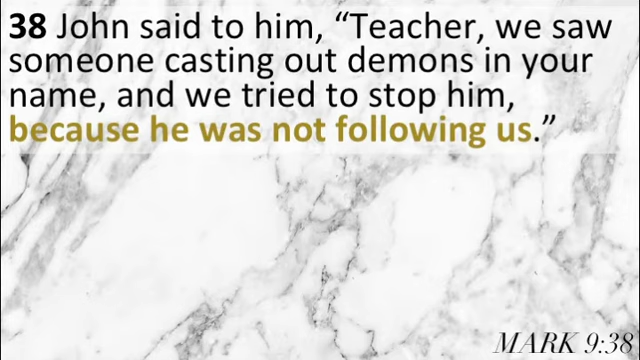 38 John said to him, “Teacher, we saw
someone casting out demons in your
name, and we tried to stop him,
because he was not following us.”
MARK 9:38